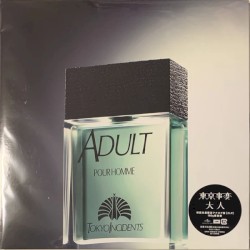 ADULT
POUR HOMME
TOKYO INCIDENTS
東京事変
大人